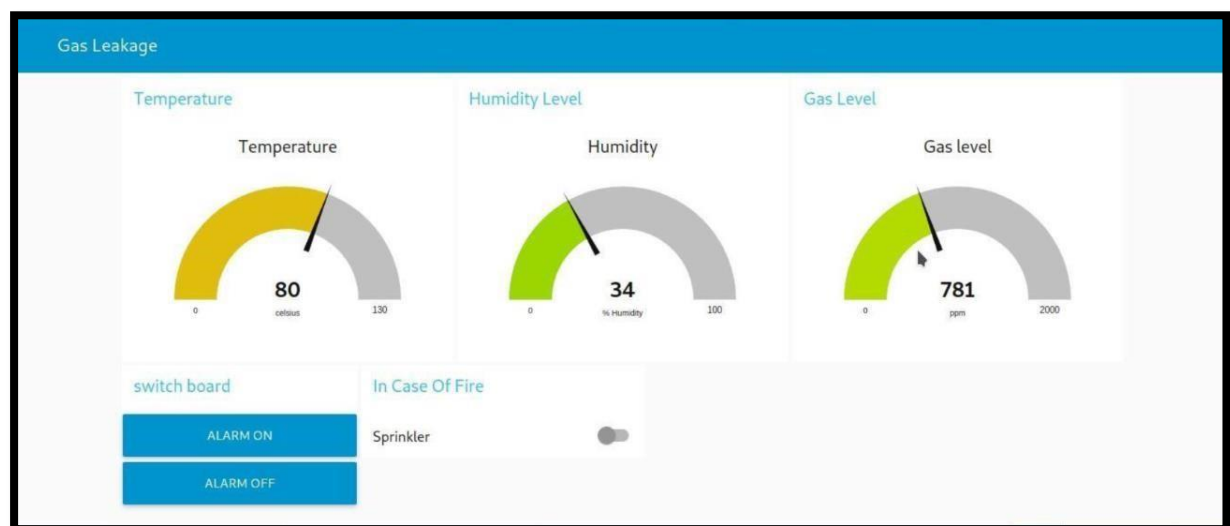 Gas Leakage
Temperature
Humidity Level
Gas Level
Temperature
Humidity
Gas level
80
celsius
0
130
34
% Humidity
0
100
781
ppm
0
2000
switch board
In Case Of Fire
ALARM ON
Sprinkler
ALARM OFF